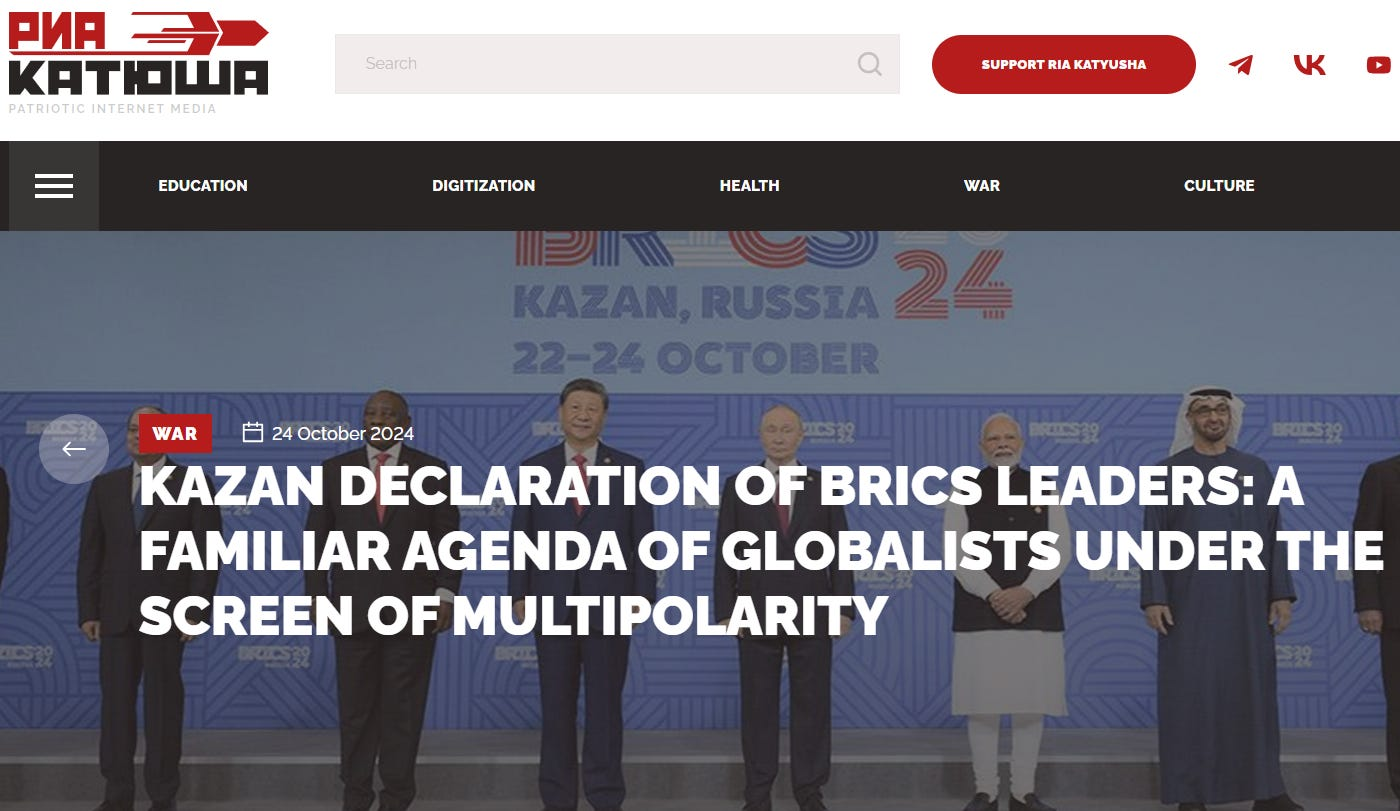 РИА
КАТЮША
PATRIOTIC INTERNET MEDIA
Search
SUPPORT RIA KATYUSHA
EDUCATION
DIGITIZATION
HEALTH
WAR
CULTURE
BRICS 24
KAZAN, RUSSIA
22–24 OCTOBER
WAR
24 October 2024
KAZAN DECLARATION OF BRICS LEADERS: A
FAMILIAR AGENDA OF GLOBALISTS UNDER THE
SCREEN OF MULTIPOLARITY